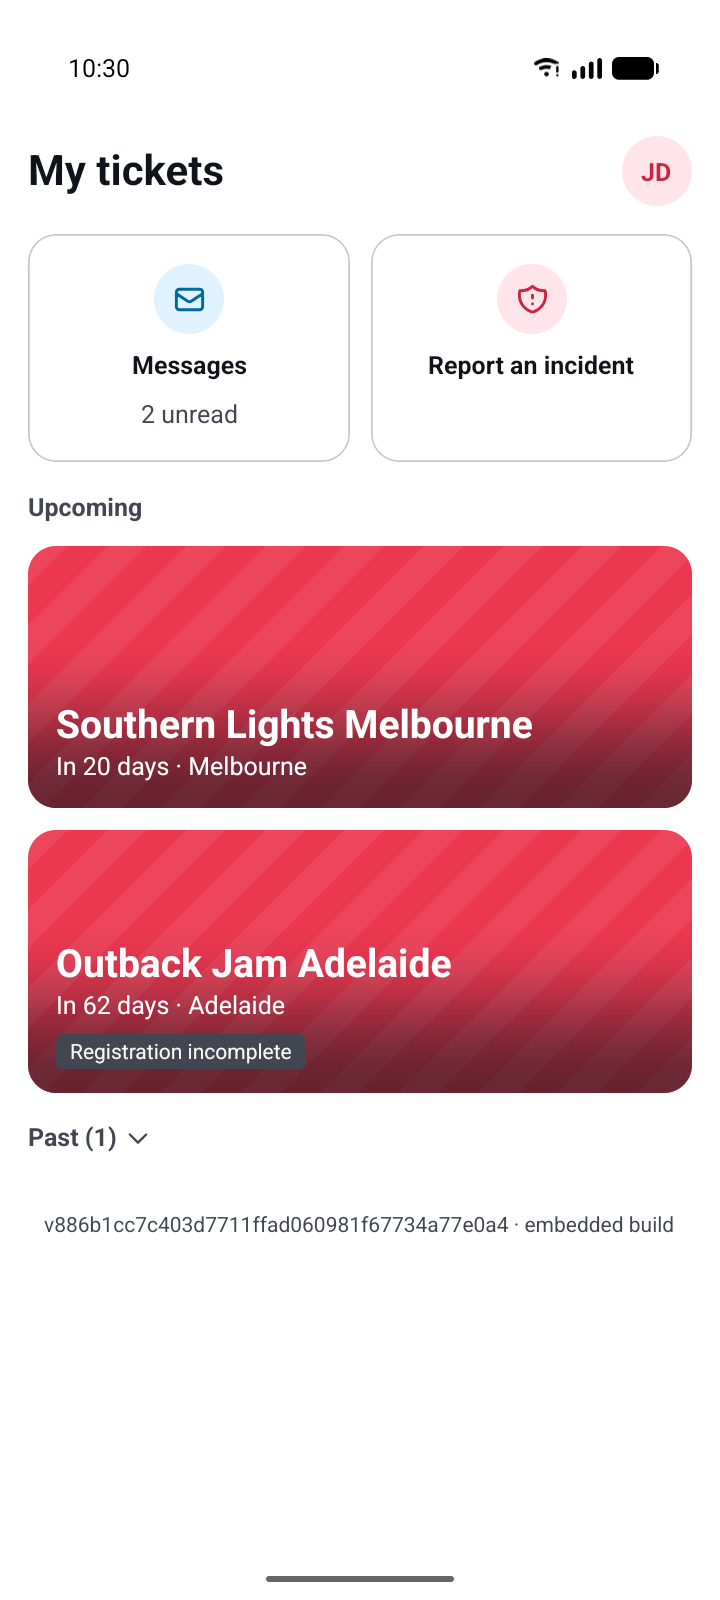 10:30
My tickets
JD
Messages
2 unread
Report an incident
Upcoming
Southern Lights Melbourne
In 20 days · Melbourne
Outback Jam Adelaide
In 62 days · Adelaide
Registration incomplete
Past (1)
v886b1cc7c403d7711ffad060981f67734a77e0a4 · embedded build